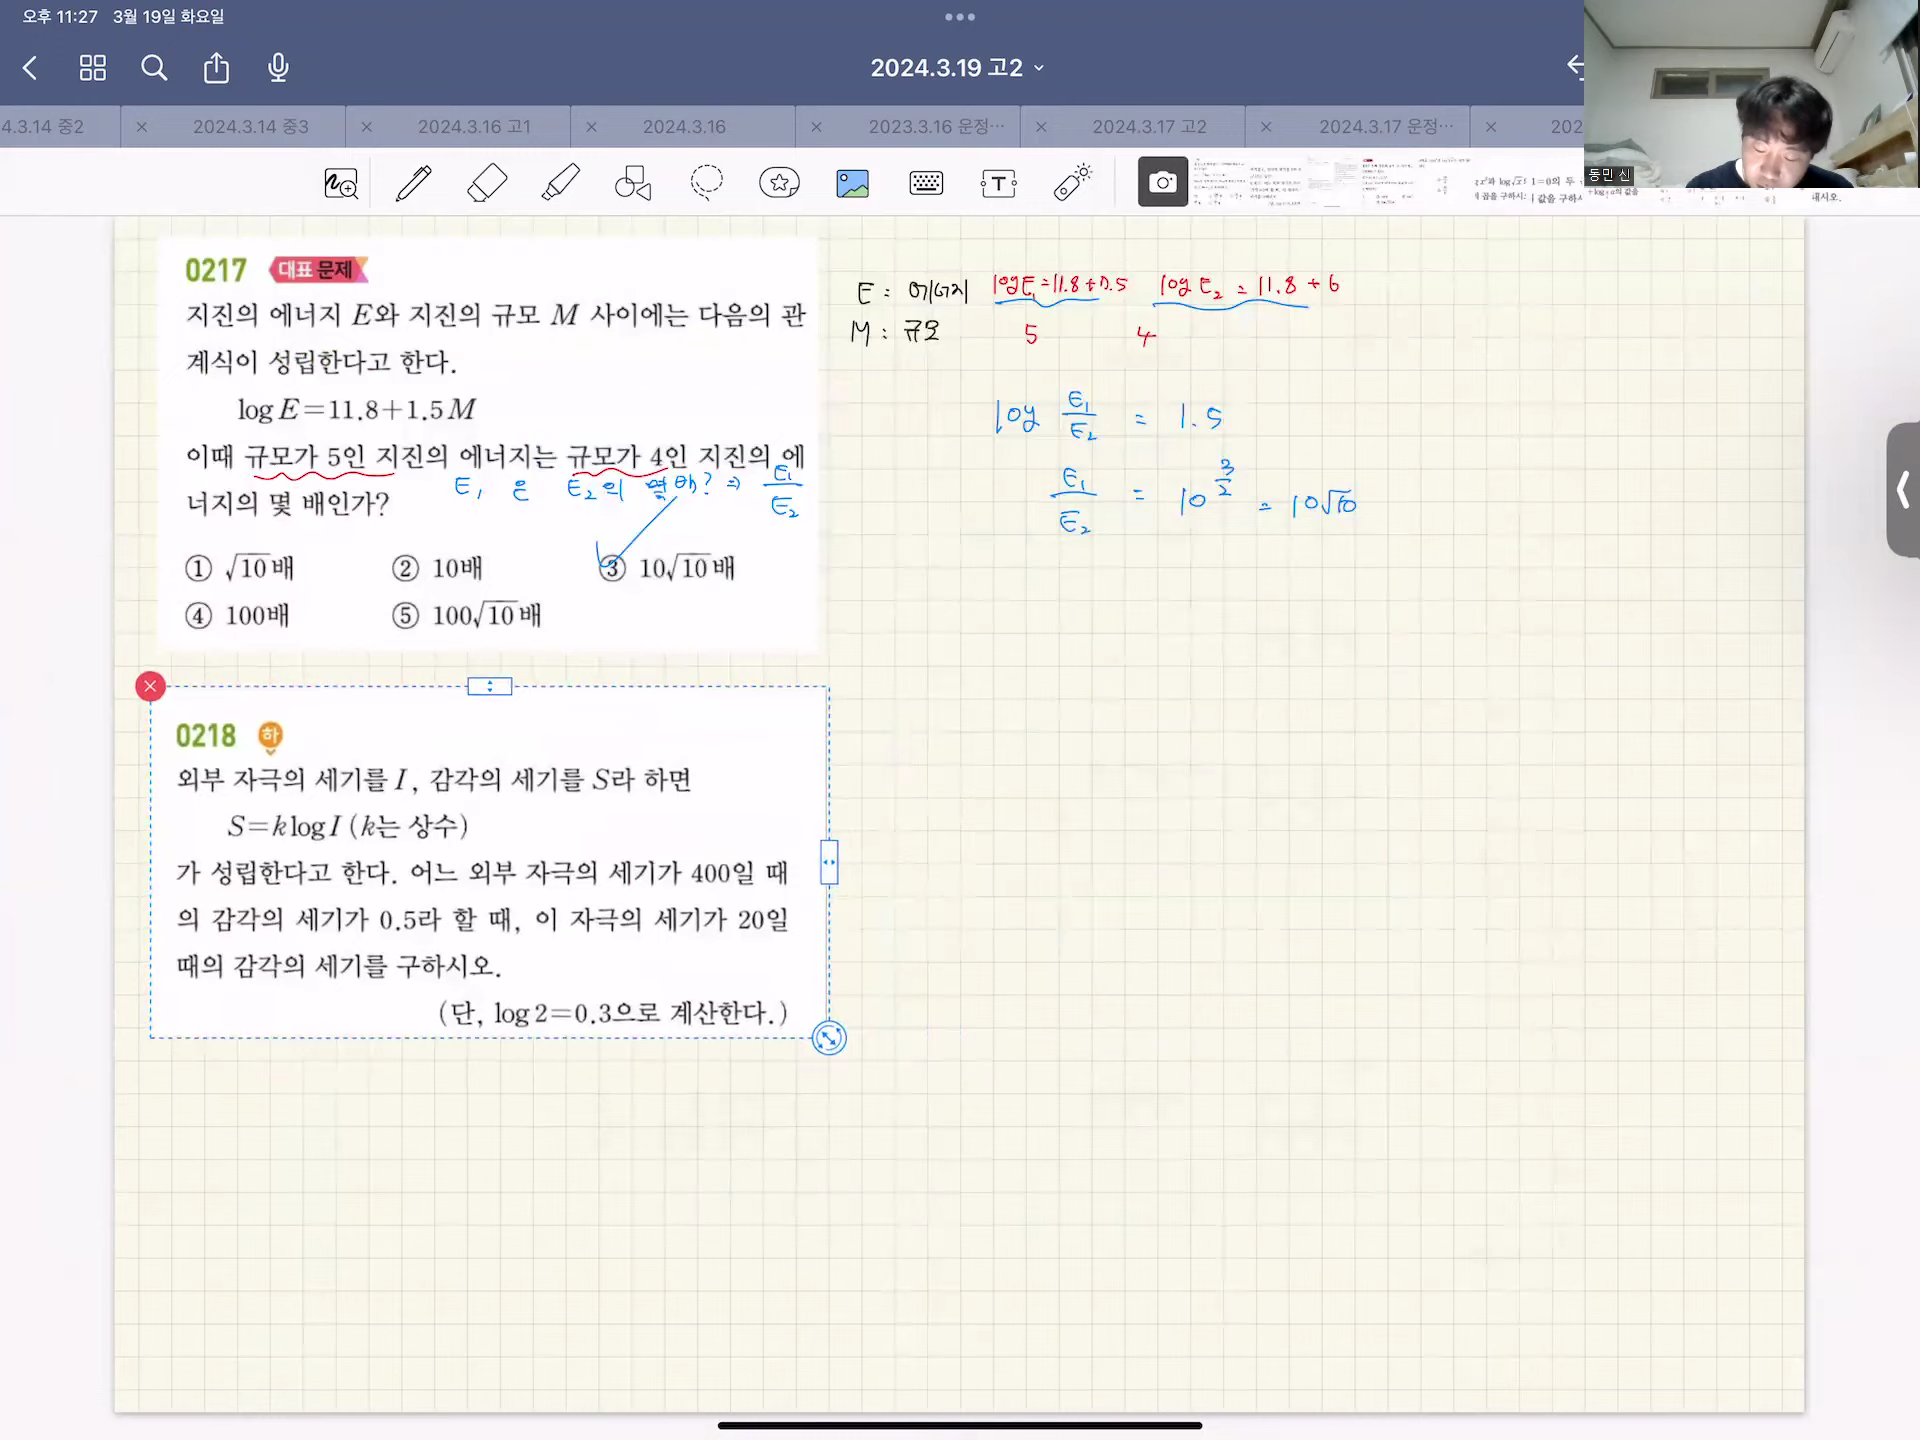 오후 11:27 3월 19일 화요일
2024.3.19 고2
4.3.14 중2
2024.3.14 중3
2024.3.16 고1
2024.3.16
2023.3.16 운정…
2024.3.17 고2
2024.3.17 운정…
202
동민 신
내시오.
0217 대표 문제
지진의 에너지 E와 지진의 규모 M 사이에는 다음의 관
계식이 성립한다고 한다.
log E=11.8+1.5M
이때 규모가 5인 지진의 에너지는 규모가 4인 지진의 에
너지의 몇 배인가?
E₁ 은 E₂의 몇 배? ⇒ E₁/E₂
① √10배 ② 10배 ③ 10√10배
④ 100배 ⑤ 100√10배
E : 에너지 logE₁=11.8+7.5 log E₂ = 11.8+6
M : 규모 5 4
log E₁/E₂ = 1.5
E₁/E₂ = 10^(3/2) = 10√10
0218 하
외부 자극의 세기를 I, 감각의 세기를 S라 하면
S=k log I (k는 상수)
가 성립한다고 한다. 어느 외부 자극의 세기가 400일 때
의 감각의 세기가 0.5라 할 때, 이 자극의 세기가 20일
때의 감각의 세기를 구하시오.
(단, log 2=0.3으로 계산한다.)